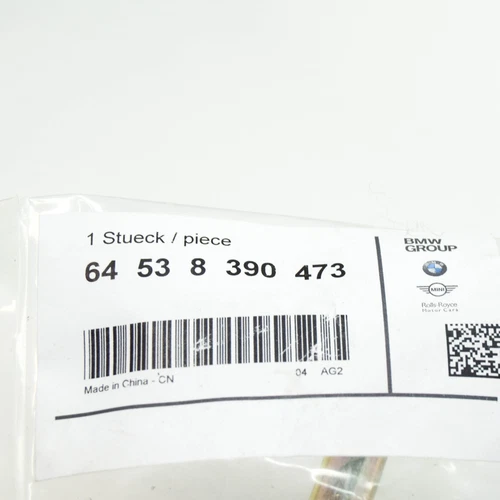 1 Stueck / piece
64 53 8 390 473
Made in China - CN
04 AG2
BMW
GROUP
MINI
Rolls-Royce
Motor Cars